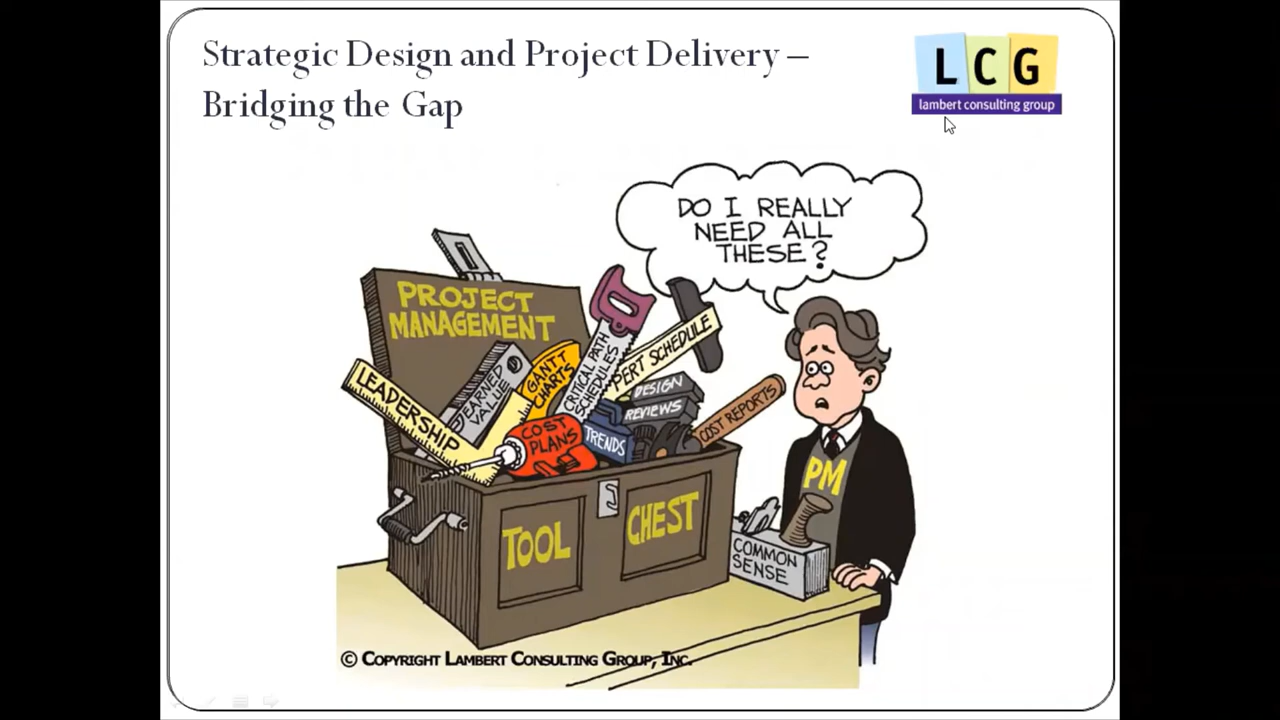 Strategic Design and Project Delivery –
Bridging the Gap
L C G
lambert consulting group
DO I REALLY
NEED ALL
THESE?
PROJECT
MANAGEMENT
LEADERSHIP
EARNED
VALUE
GANTT
CHARTS
CRITICAL PATH
SCHEDULES
PERT SCHEDULE
DESIGN
REVIEWS
COST REPORTS
COST
PLANS
TRENDS
PM
TOOL
CHEST
COMMON
SENSE
© COPYRIGHT LAMBERT CONSULTING GROUP, INC.